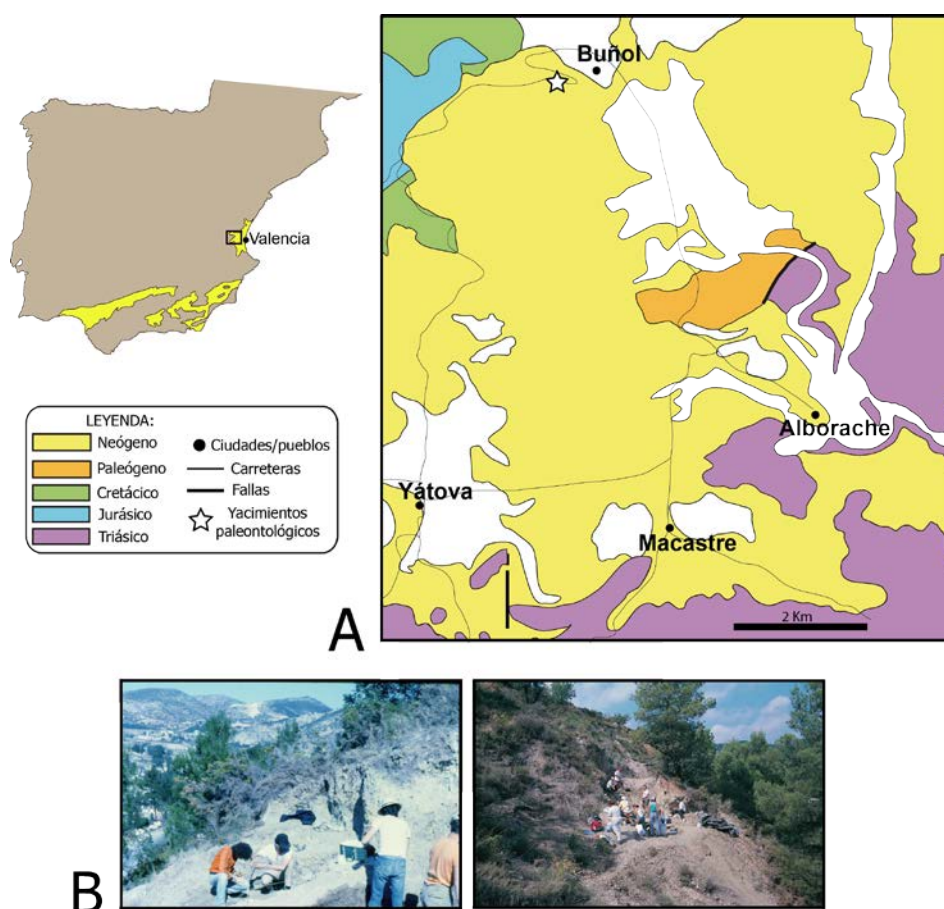 Buñol
Valencia
LEYENDA:
Neógeno
Paleógeno
Cretácico
Jurásico
Triásico
Ciudades/pueblos
Carreteras
Fallas
Yacimientos
paleontológicos
Alborache
Yátova
Macastre
2 Km
A
B